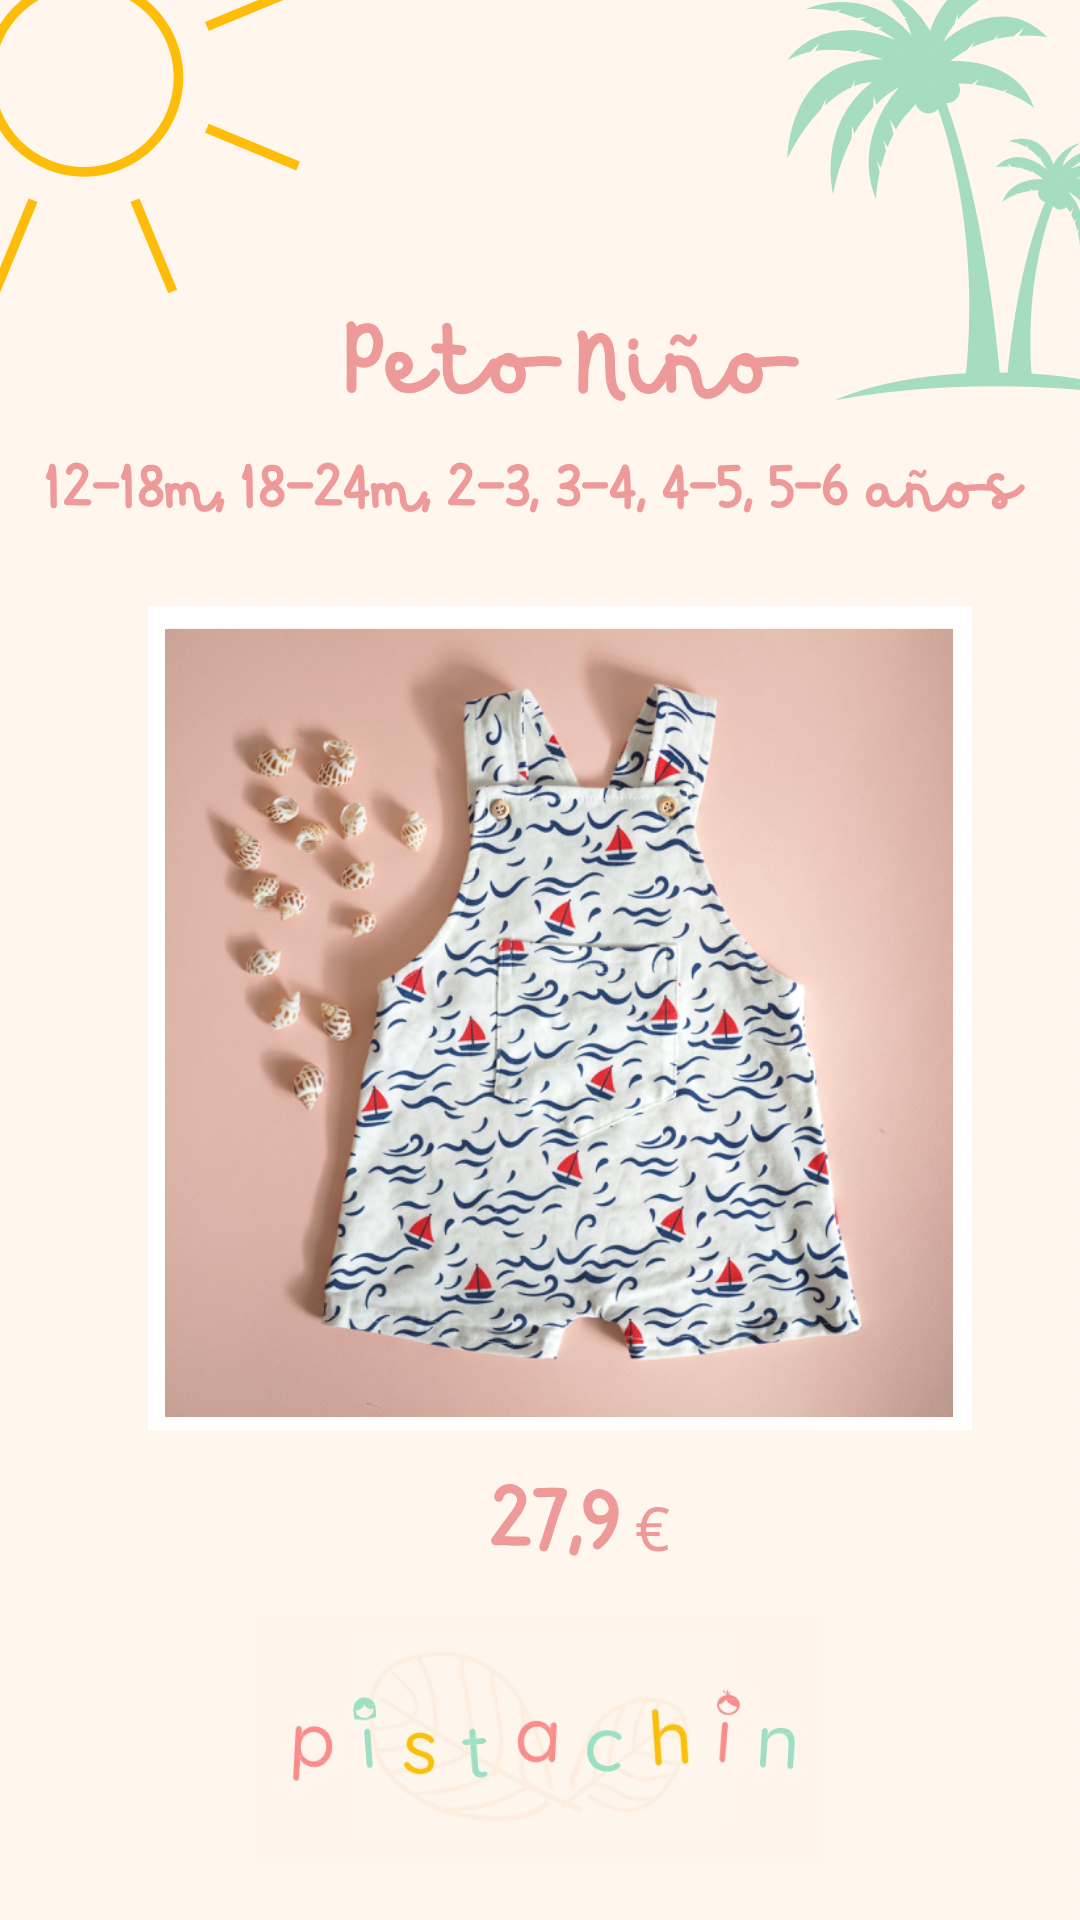 Peto Niño
12-18m, 18-24m, 2-3, 3-4, 4-5, 5-6 años
27,9 €
pistachin